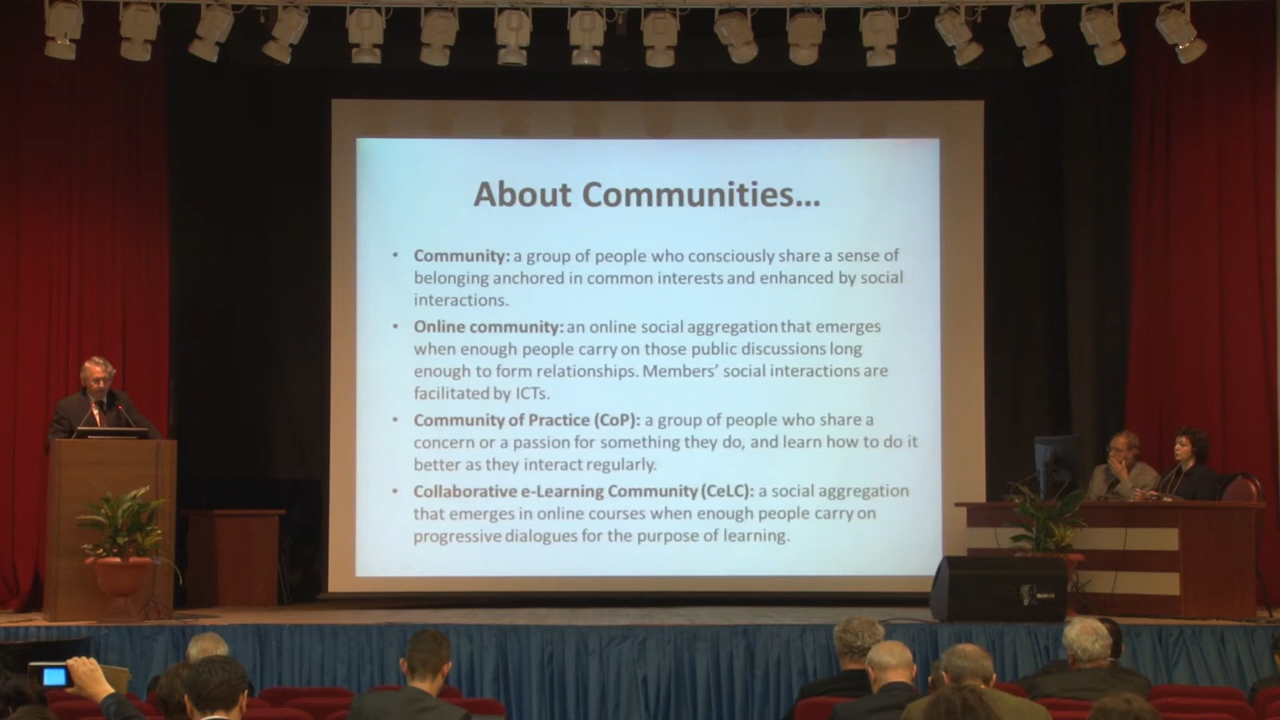 About Communities...
• Community: a group of people who consciously share a sense of
belonging anchored in common interests and enhanced by social
interactions.
• Online community: an online social aggregation that emerges
when enough people carry on those public discussions long
enough to form relationships. Members’ social interactions are
facilitated by ICTs.
• Community of Practice (CoP): a group of people who share a
concern or a passion for something they do, and learn how to do it
better as they interact regularly.
• Collaborative e-Learning Community (CeLC): a social aggregation
that emerges in online courses when enough people carry on
progressive dialogues for the purpose of learning.